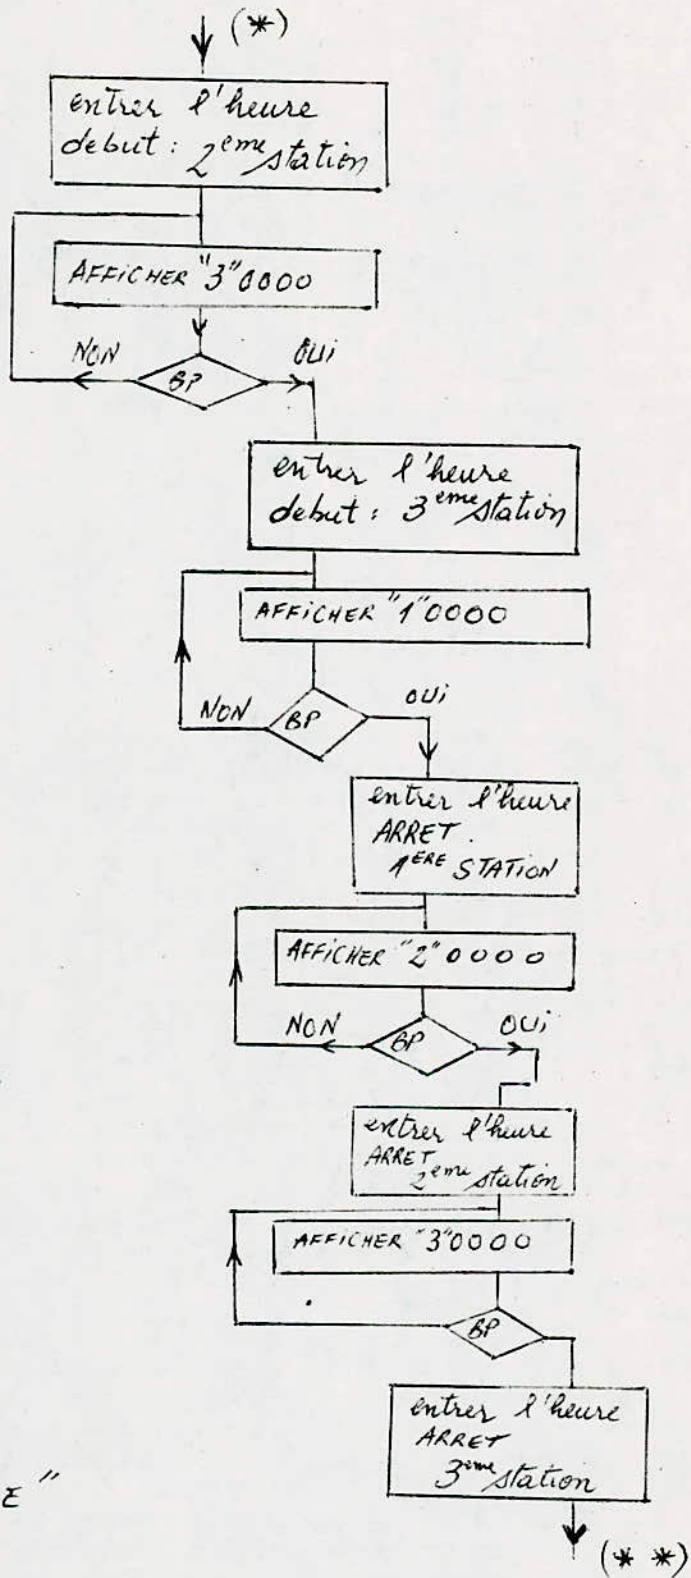 (*)
entrer l'heure
debut : 2eme station
AFFiCHER "3"0000
NON
OUi
BP
entrer l'heure
debut : 3eme station
AFFiCHER "1"0000
NON
OUi
BP
entrer l'heure
ARRET.
1ERE STATiON
AFFiCHER "2"0000
NON
OUi
BP
entrer l'heure
ARRET
2eme station
AFFiCHER "3"0000
BP
entrer l'heure
ARRET
3eme station
E "
(* *)